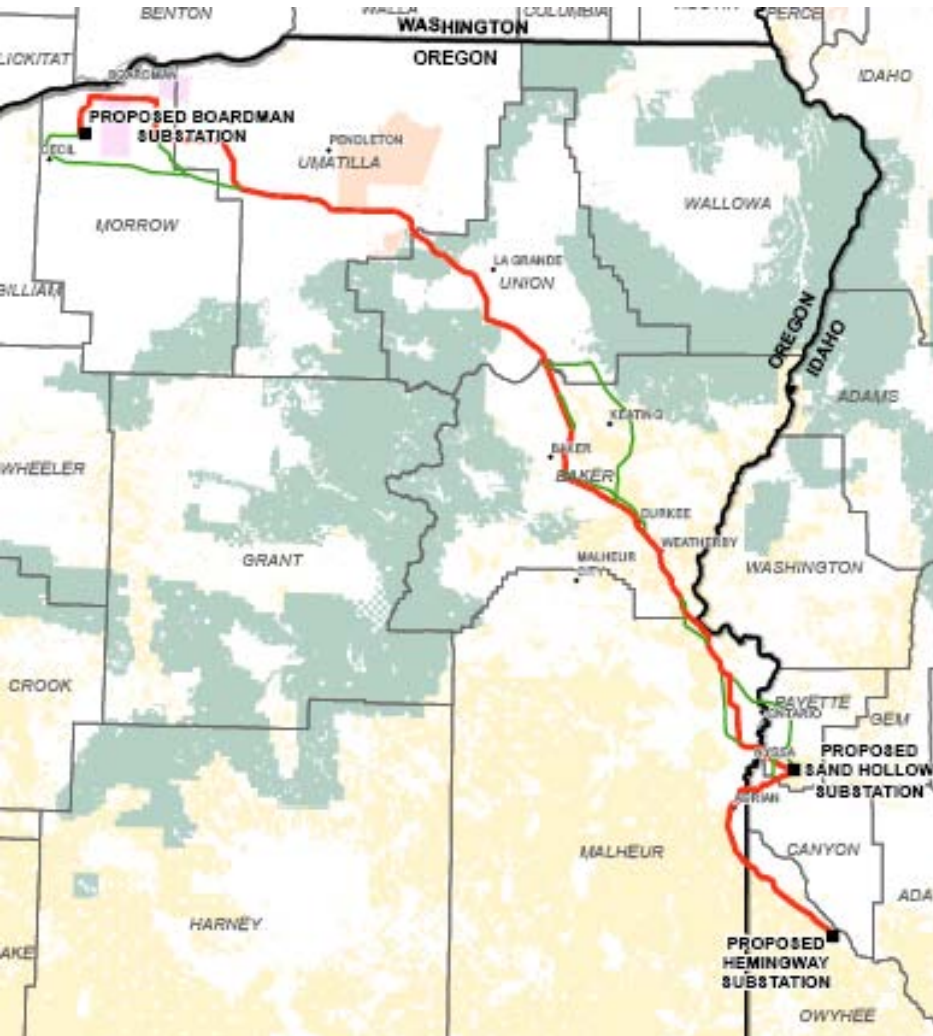 BENTON
WALLA
COLUMBIA
PERCE
WASHINGTON
OREGON
IDAHO
LICKITAT
BOARDMAN
PROPOSED BOARDMAN
SUBSTATION
CECIL
PENDLETON
UMATILLA
WALLOWA
MORROW
LA GRANDE
UNION
GILLIAM
OREGON
IDAHO
ADAMS
KEATING
WHEELER
BAKER
BAKER
DURKEE
WEATHERBY
GRANT
MALHEUR
CITY
WASHINGTON
CROOK
PAYETTE
ONTARIO
GEM
NYSSA
PROPOSED
SAND HOLLOW
SUBSTATION
ADRIAN
MALHEUR
CANYON
ADA
HARNEY
AKE
PROPOSED
HEMINGWAY
SUBSTATION
OWYHEE